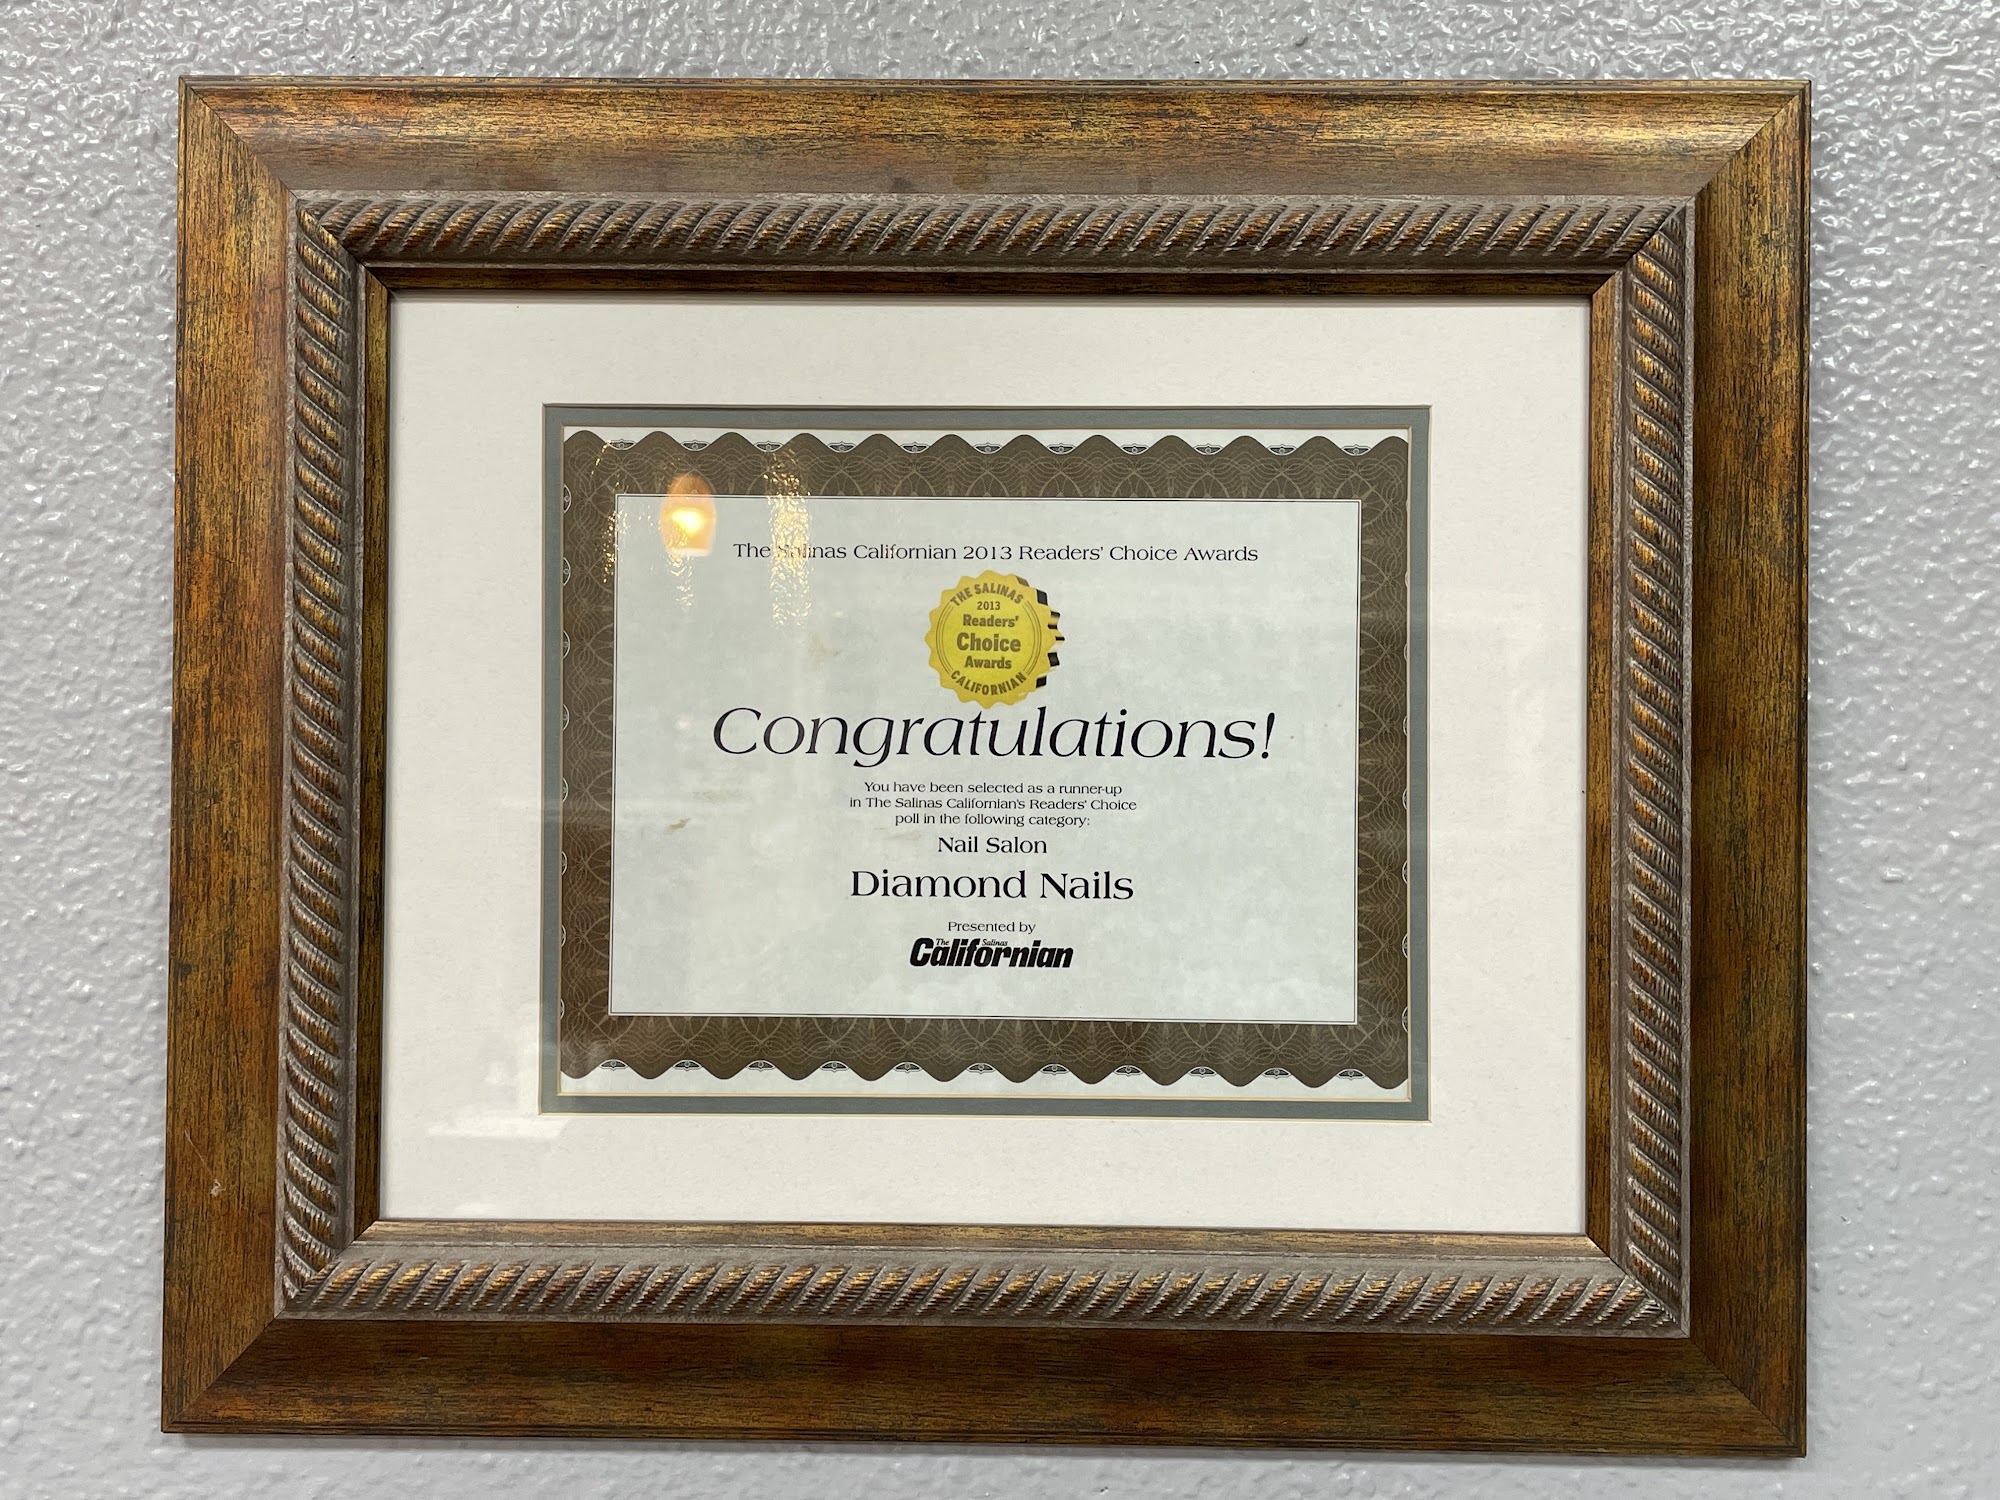 The Salinas Californian 2013 Readers' Choice Awards
THE SALINAS
2013
Readers'
Choice
Awards
CALIFORNIAN
Congratulations!
You have been selected as a runner-up
in The Salinas Californian's Readers' Choice
poll in the following category:
Nail Salon
Diamond Nails
Presented by
The Salinas
Californian